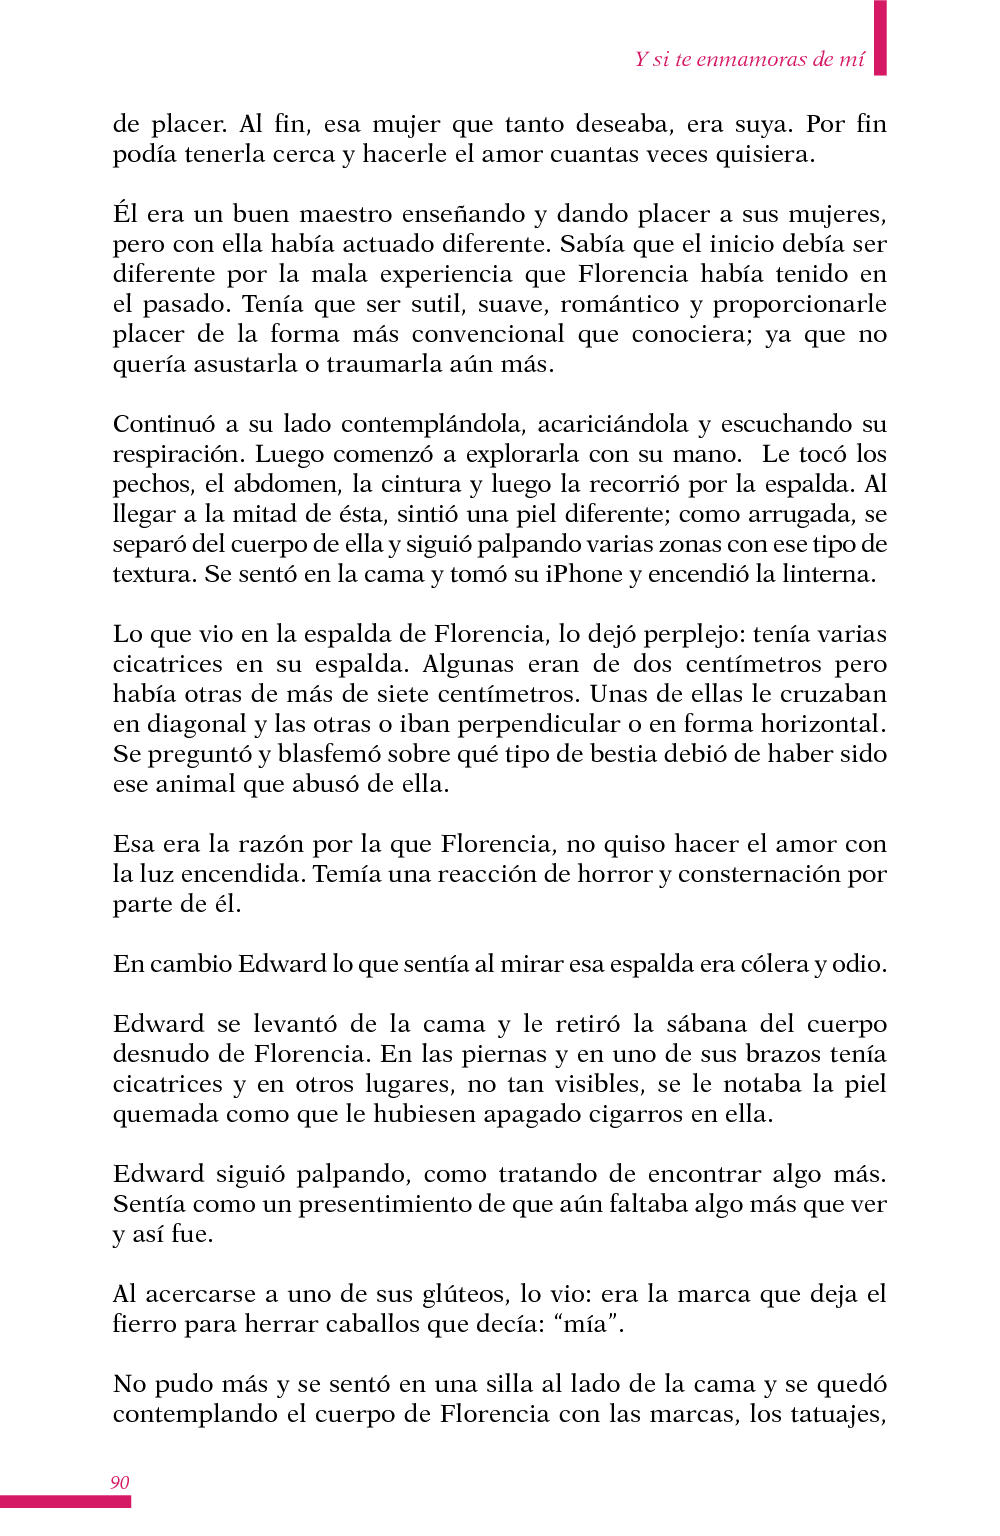 Y si te enmamoras de mí
de placer. Al fin, esa mujer que tanto deseaba, era suya. Por fin
podía tenerla cerca y hacerle el amor cuantas veces quisiera.
Él era un buen maestro enseñando y dando placer a sus mujeres,
pero con ella había actuado diferente. Sabía que el inicio debía ser
diferente por la mala experiencia que Florencia había tenido en
el pasado. Tenía que ser sutil, suave, romántico y proporcionarle
placer de la forma más convencional que conociera; ya que no
quería asustarla o traumarla aún más.
Continuó a su lado contemplándola, acariciándola y escuchando su
respiración. Luego comenzó a explorarla con su mano.  Le tocó los
pechos, el abdomen, la cintura y luego la recorrió por la espalda. Al
llegar a la mitad de ésta, sintió una piel diferente; como arrugada, se
separó del cuerpo de ella y siguió palpando varias zonas con ese tipo de
textura. Se sentó en la cama y tomó su iPhone y encendió la linterna.
Lo que vio en la espalda de Florencia, lo dejó perplejo: tenía varias
cicatrices en su espalda. Algunas eran de dos centímetros pero
había otras de más de siete centímetros. Unas de ellas le cruzaban
en diagonal y las otras o iban perpendicular o en forma horizontal.
Se preguntó y blasfemó sobre qué tipo de bestia debió de haber sido
ese animal que abusó de ella.
Esa era la razón por la que Florencia, no quiso hacer el amor con
la luz encendida. Temía una reacción de horror y consternación por
parte de él.
En cambio Edward lo que sentía al mirar esa espalda era cólera y odio.
Edward se levantó de la cama y le retiró la sábana del cuerpo
desnudo de Florencia. En las piernas y en uno de sus brazos tenía
cicatrices y en otros lugares, no tan visibles, se le notaba la piel
quemada como que le hubiesen apagado cigarros en ella.
Edward siguió palpando, como tratando de encontrar algo más.
Sentía como un presentimiento de que aún faltaba algo más que ver
y así fue.
Al acercarse a uno de sus glúteos, lo vio: era la marca que deja el
fierro para herrar caballos que decía: “mía”.
No pudo más y se sentó en una silla al lado de la cama y se quedó
contemplando el cuerpo de Florencia con las marcas, los tatuajes,
90